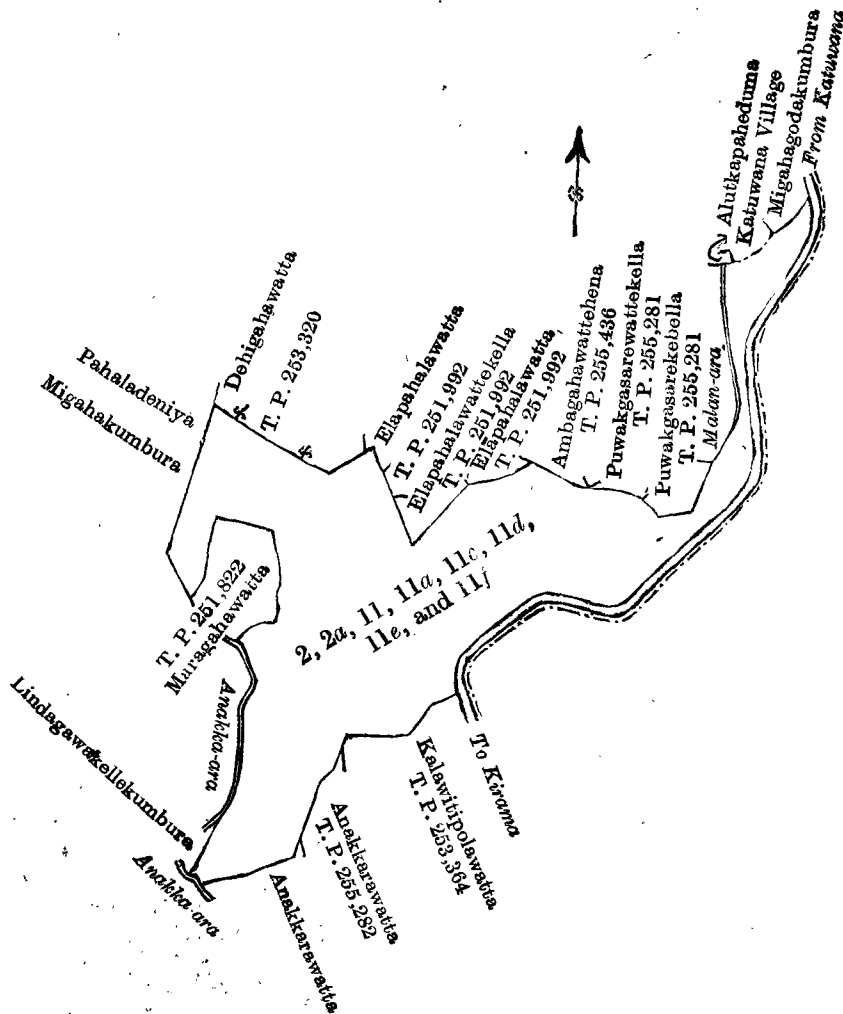 Alutkapaheduma
Katuwana Village
Migahagodakumbura
From Katuwana
Dehigahawatta
T. P. 253,320
Pahaladeniya
Migahakumbura
Elapahalawatta
T. P. 251,992
Elapahalawattekella
T. P. 251,992
Elapahalawatta
T. P. 251,992
Ambagahawattehena
T. P. 255,436
Puwakgasarewattekella
T. P. 255,281
Puwakgasarekebella
T. P. 255,281
Malan-ara
2, 2a, 11, 11a, 11c, 11d,
11e, and 11f
T. P. 251,822
Maragahawatta
Anakka-ara
Lindagawakellekumbura
Anakka-ara
To Kirama
Kalawitipolawatta
T. P. 253,364
Anakkarawatta
T. P. 255,282
Anakkarawatta